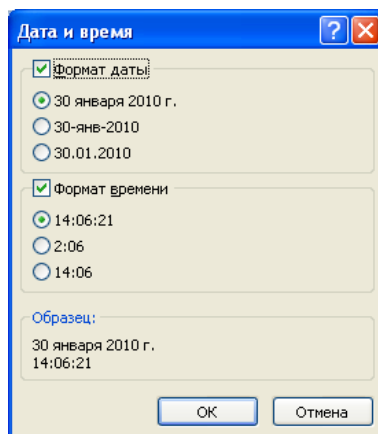 Дата и время
Формат даты
30 января 2010 г.
30-янв-2010
30.01.2010
Формат времени
14:06:21
2:06
14:06
Образец:
30 января 2010 г.
14:06:21
ОК
Отмена